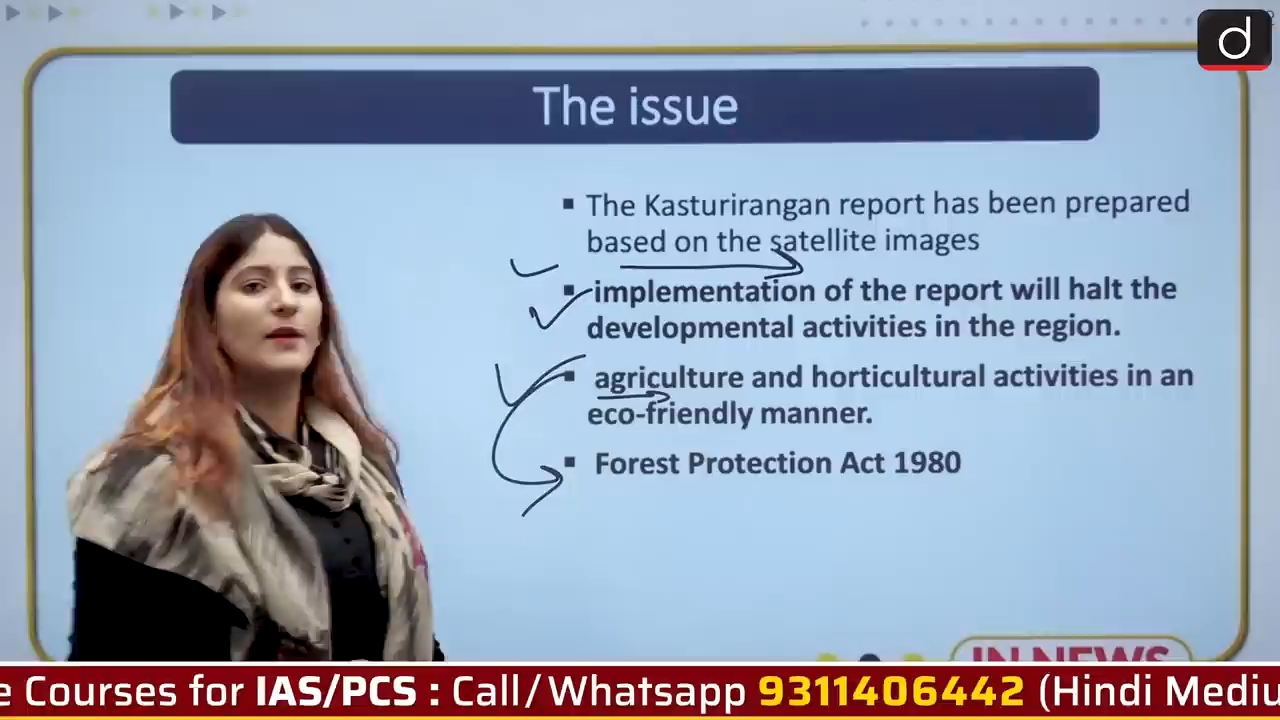 d
The issue
▪ The Kasturirangan report has been prepared
based on the satellite images
▪ implementation of the report will halt the
developmental activities in the region.
▪ agriculture and horticultural activities in an
eco-friendly manner.
▪ Forest Protection Act 1980
IN NEWS
e Courses for IAS/PCS : Call/Whatsapp 9311406442 (Hindi Mediu